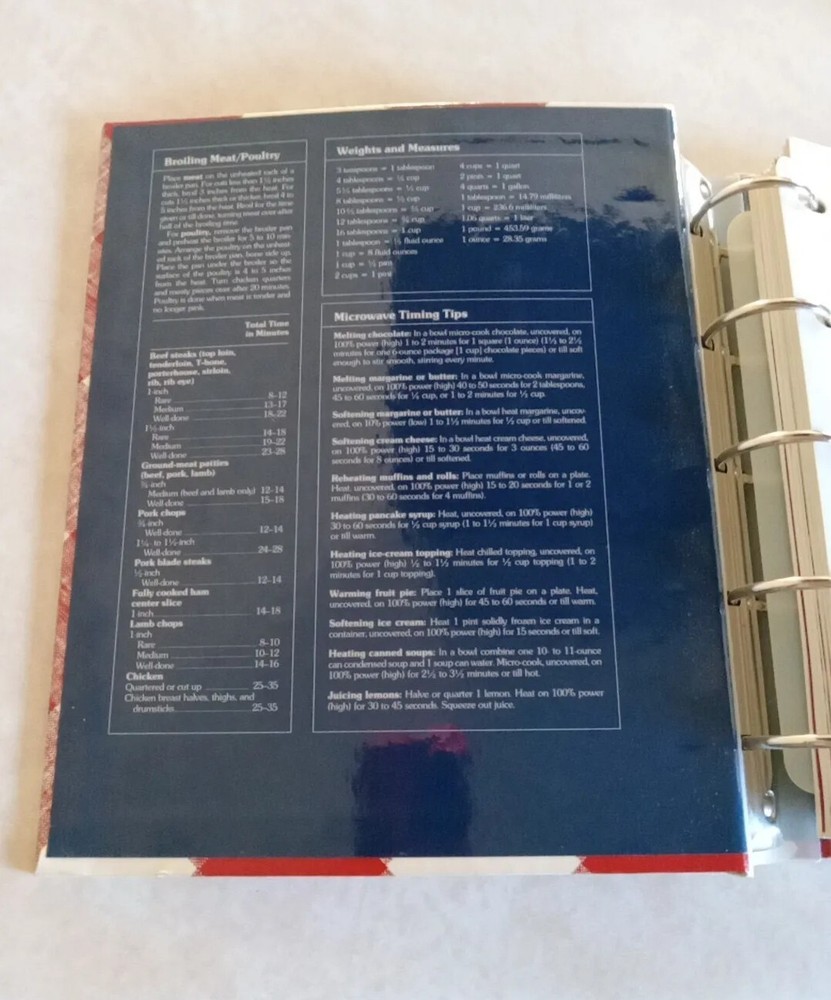 Broiling Meat/Poultry
Place meat on the unheated rack of a
broiler pan. For cuts less than 1½ inches
thick, broil 3 inches from the heat. For
cuts 1½ inches thick or thicker, broil 4 to
5 inches from the heat. Broil for the time
given or till done, turning meat over after
half of the broiling time.
For poultry, remove the broiler pan
and preheat the broiler for 5 to 10 min-
utes. Arrange the poultry on the unheat-
ed rack of the broiler pan, bone side up.
Place the pan under the broiler so the
surface of the poultry is 4 to 5 inches
from the heat. Turn chicken quarters
and meaty pieces over after 20 minutes.
Poultry is done when meat is tender and
no longer pink.
Total Time
in Minutes
Beef steaks (top loin,
tenderloin, T-bone,
porterhouse, sirloin,
rib, rib eye)
1-inch
Rare 8-12
Medium 13-17
Well-done 18-22
1½-inch
Rare 14-18
Medium 19-22
Well-done 23-28
Ground-meat patties
(beef, pork, lamb)
¾-inch
Medium (beef and lamb only) 12-14
Well-done 15-18
Pork chops
¾-inch
Well-done 12-14
1¼- to 1½-inch
Well-done 24-28
Pork blade steaks
½-inch
Well-done 12-14
Fully cooked ham
center slice
1 inch 14-18
Lamb chops
1-inch
Rare 8-10
Medium 10-12
Well-done 14-16
Chicken
Quartered or cut up 25-35
Chicken breast halves, thighs, and
drumsticks 25-35
Weights and Measures
3 teaspoons = 1 tablespoon
4 tablespoons = ¼ cup
5⅓ tablespoons = ⅓ cup
8 tablespoons = ½ cup
10⅔ tablespoons = ⅔ cup
12 tablespoons = ¾ cup
16 tablespoons = 1 cup
1 tablespoon = ½ fluid ounce
1 cup = 8 fluid ounces
1 cup = ½ pint
2 cups = 1 pint
4 cups = 1 quart
2 pints = 1 quart
4 quarts = 1 gallon
1 tablespoon = 14.79 milliliters
1 cup = 236.6 milliliters
1.06 quarts = 1 liter
1 pound = 453.59 grams
1 ounce = 28.35 grams
Microwave Timing Tips
Melting chocolate: In a bowl micro-cook chocolate, uncovered, on
100% power (high) 1 to 2 minutes for 1 square (1 ounce) (1½ to 2½
minutes for one 6-ounce package [1 cup] chocolate pieces) or till soft
enough to stir smooth, stirring every minute.
Melting margarine or butter: In a bowl micro-cook margarine,
uncovered, on 100% power (high) 40 to 50 seconds for 2 tablespoons,
45 to 60 seconds for ¼ cup, or 1 to 2 minutes for ½ cup.
Softening margarine or butter: In a bowl heat margarine, uncov-
ered, on 10% power (low) 1 to 1½ minutes for ½ cup or till softened.
Softening cream cheese: In a bowl heat cream cheese, uncovered,
on 100% power (high) 15 to 30 seconds for 3 ounces (45 to 60
seconds for 8 ounces) or till softened.
Reheating muffins and rolls: Place muffins or rolls on a plate.
Heat, uncovered, on 100% power (high) 15 to 20 seconds for 1 or 2
muffins (30 to 60 seconds for 4 muffins).
Heating pancake syrup: Heat, uncovered, on 100% power (high)
30 to 60 seconds for ½ cup syrup (1 to 1½ minutes for 1 cup syrup)
or till warm.
Heating ice-cream topping: Heat chilled topping, uncovered, on
100% power (high) ½ to 1½ minutes for ½ cup topping (1 to 2
minutes for 1 cup topping).
Warming fruit pie: Place 1 slice of fruit pie on a plate. Heat,
uncovered, on 100% power (high) for 45 to 60 seconds or till warm.
Softening ice cream: Heat 1 pint solidly frozen ice cream in a
container, uncovered, on 100% power (high) for 15 seconds or till soft.
Heating canned soups: In a bowl combine one 10- to 11-ounce
can condensed soup and 1 soup can water. Micro-cook, uncovered, on
100% power (high) for 2½ to 3½ minutes or till hot.
Juicing lemons: Halve or quarter 1 lemon. Heat on 100% power
(high) for 30 to 45 seconds. Squeeze out juice.